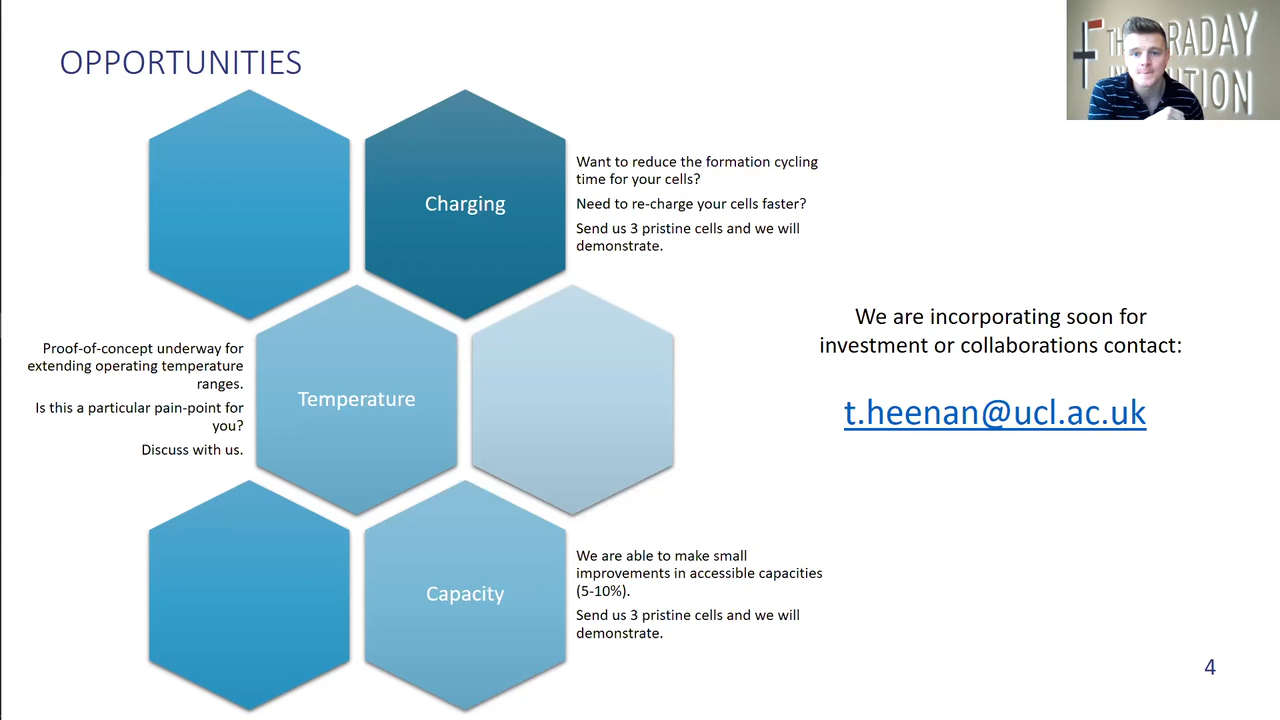 OPPORTUNITIES
Charging
Want to reduce the formation cycling
time for your cells?
Need to re-charge your cells faster?
Send us 3 pristine cells and we will
demonstrate.
Proof-of-concept underway for
extending operating temperature
ranges.
Is this a particular pain-point for
you?
Discuss with us.
Temperature
Capacity
We are able to make small
improvements in accessible capacities
(5-10%).
Send us 3 pristine cells and we will
demonstrate.
We are incorporating soon for
investment or collaborations contact:
t.heenan@ucl.ac.uk
4